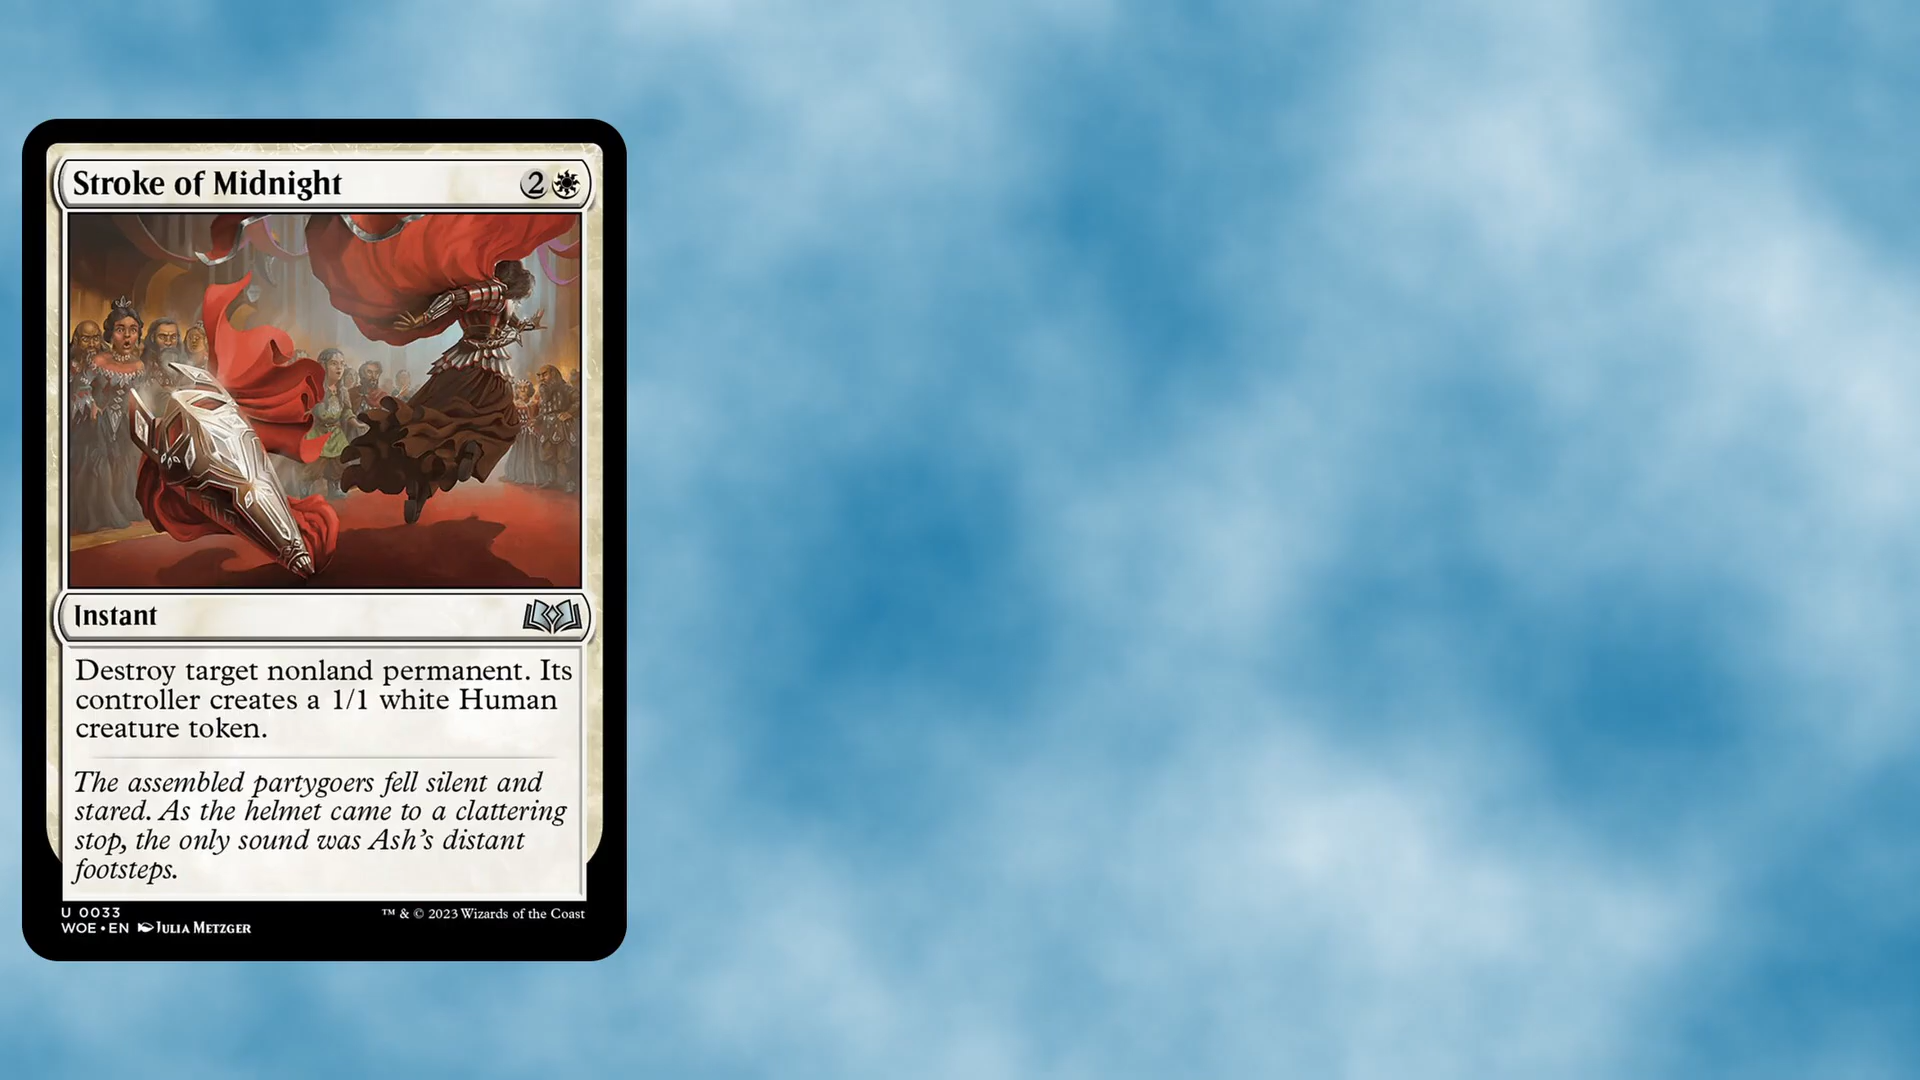 Stroke of Midnight 2
Instant
Destroy target nonland permanent. Its
controller creates a 1/1 white Human
creature token.
The assembled partygoers fell silent and
stared. As the helmet came to a clattering
stop, the only sound was Ash's distant
footsteps.
U 0033 ™ & © 2023 Wizards of the Coast
WOE • EN Julia Metzger